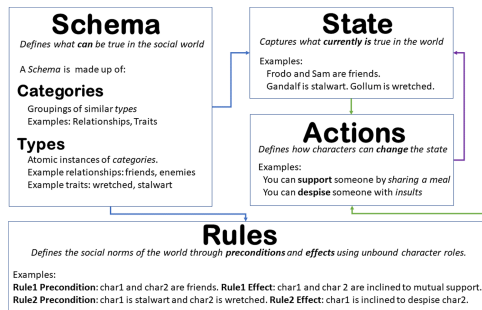 Schema
Defines what can be true in the social world
A Schema is made up of:
Categories
Groupings of similar types
Examples: Relationships, Traits
Types
Atomic instances of categories.
Example relationships: friends, enemies
Example traits: wretched, stalwart
State
Captures what currently is true in the world
Examples:
Frodo and Sam are friends.
Gandalf is stalwart. Gollum is wretched.
Actions
Defines how characters can change the state
Examples:
You can support someone by sharing a meal
You can despise someone with insults
Rules
Defines the social norms of the world through preconditions and effects using unbound character roles.
Examples:
Rule1 Precondition: char1 and char2 are friends. Rule1 Effect: char1 and char 2 are inclined to mutual support.
Rule2 Precondition: char1 is stalwart and char2 is wretched. Rule2 Effect: char1 is inclined to despise char2.